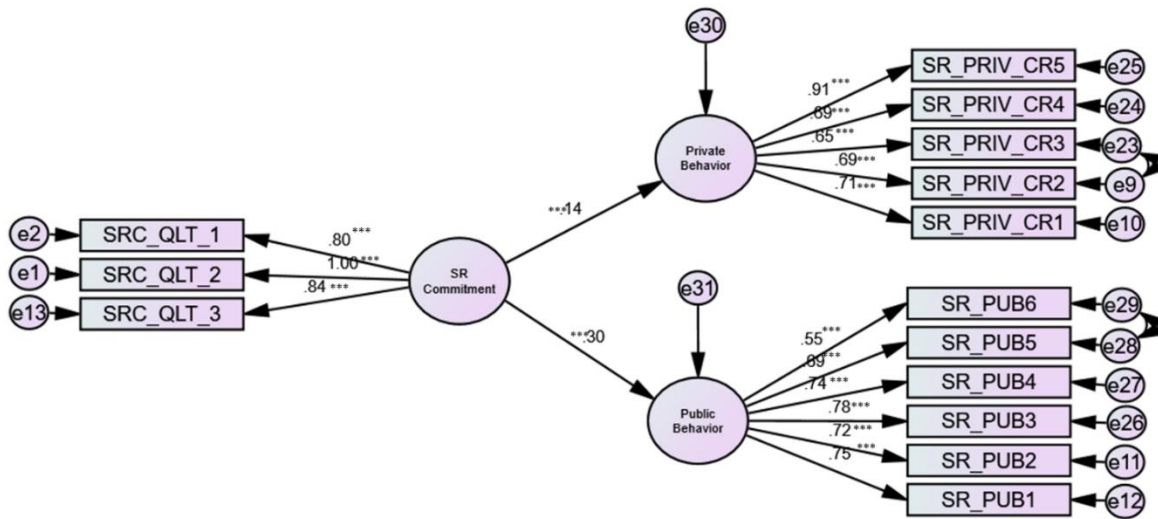 e30
SR_PRIV_CR5
e25
.91***
SR_PRIV_CR4
e24
.69***
Private
Behavior
SR_PRIV_CR3
e23
.65***
SR_PRIV_CR2
e9
.69***
SR_PRIV_CR1
e10
.71***
***.14
e2
SRC_QLT_1
.80***
e1
SRC_QLT_2
1.00***
e13
SRC_QLT_3
.84***
SR
Commitment
e31
***.30
Public
Behavior
SR_PUB6
e29
.55***
SR_PUB5
e28
.69***
SR_PUB4
e27
.74***
SR_PUB3
e26
.78***
SR_PUB2
e11
.72***
SR_PUB1
e12
.75***